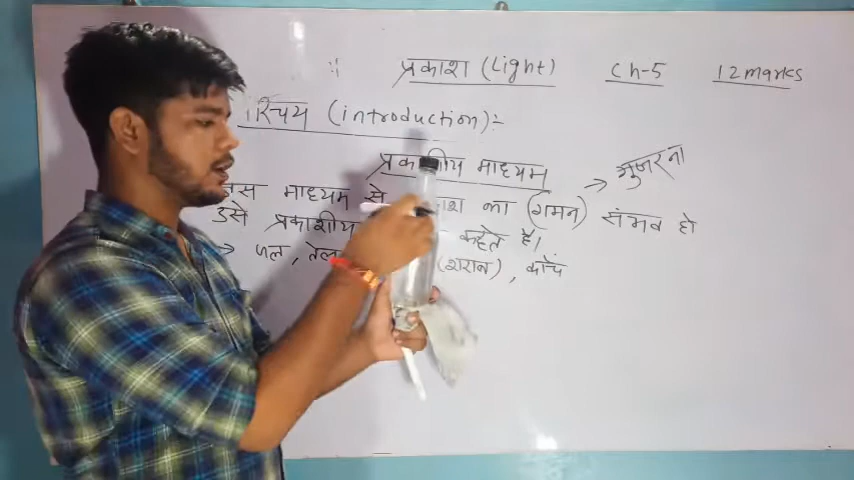 प्रकाश (Light) Ch-5 12 marks
रिचय (introduction):-
प्रकाशीय माध्यम
माध्यम से का (गमन) संभव हो → गुजरना
उसे प्रकाशीय कहते हैं।
→ जल, तेल (शराब), काँच